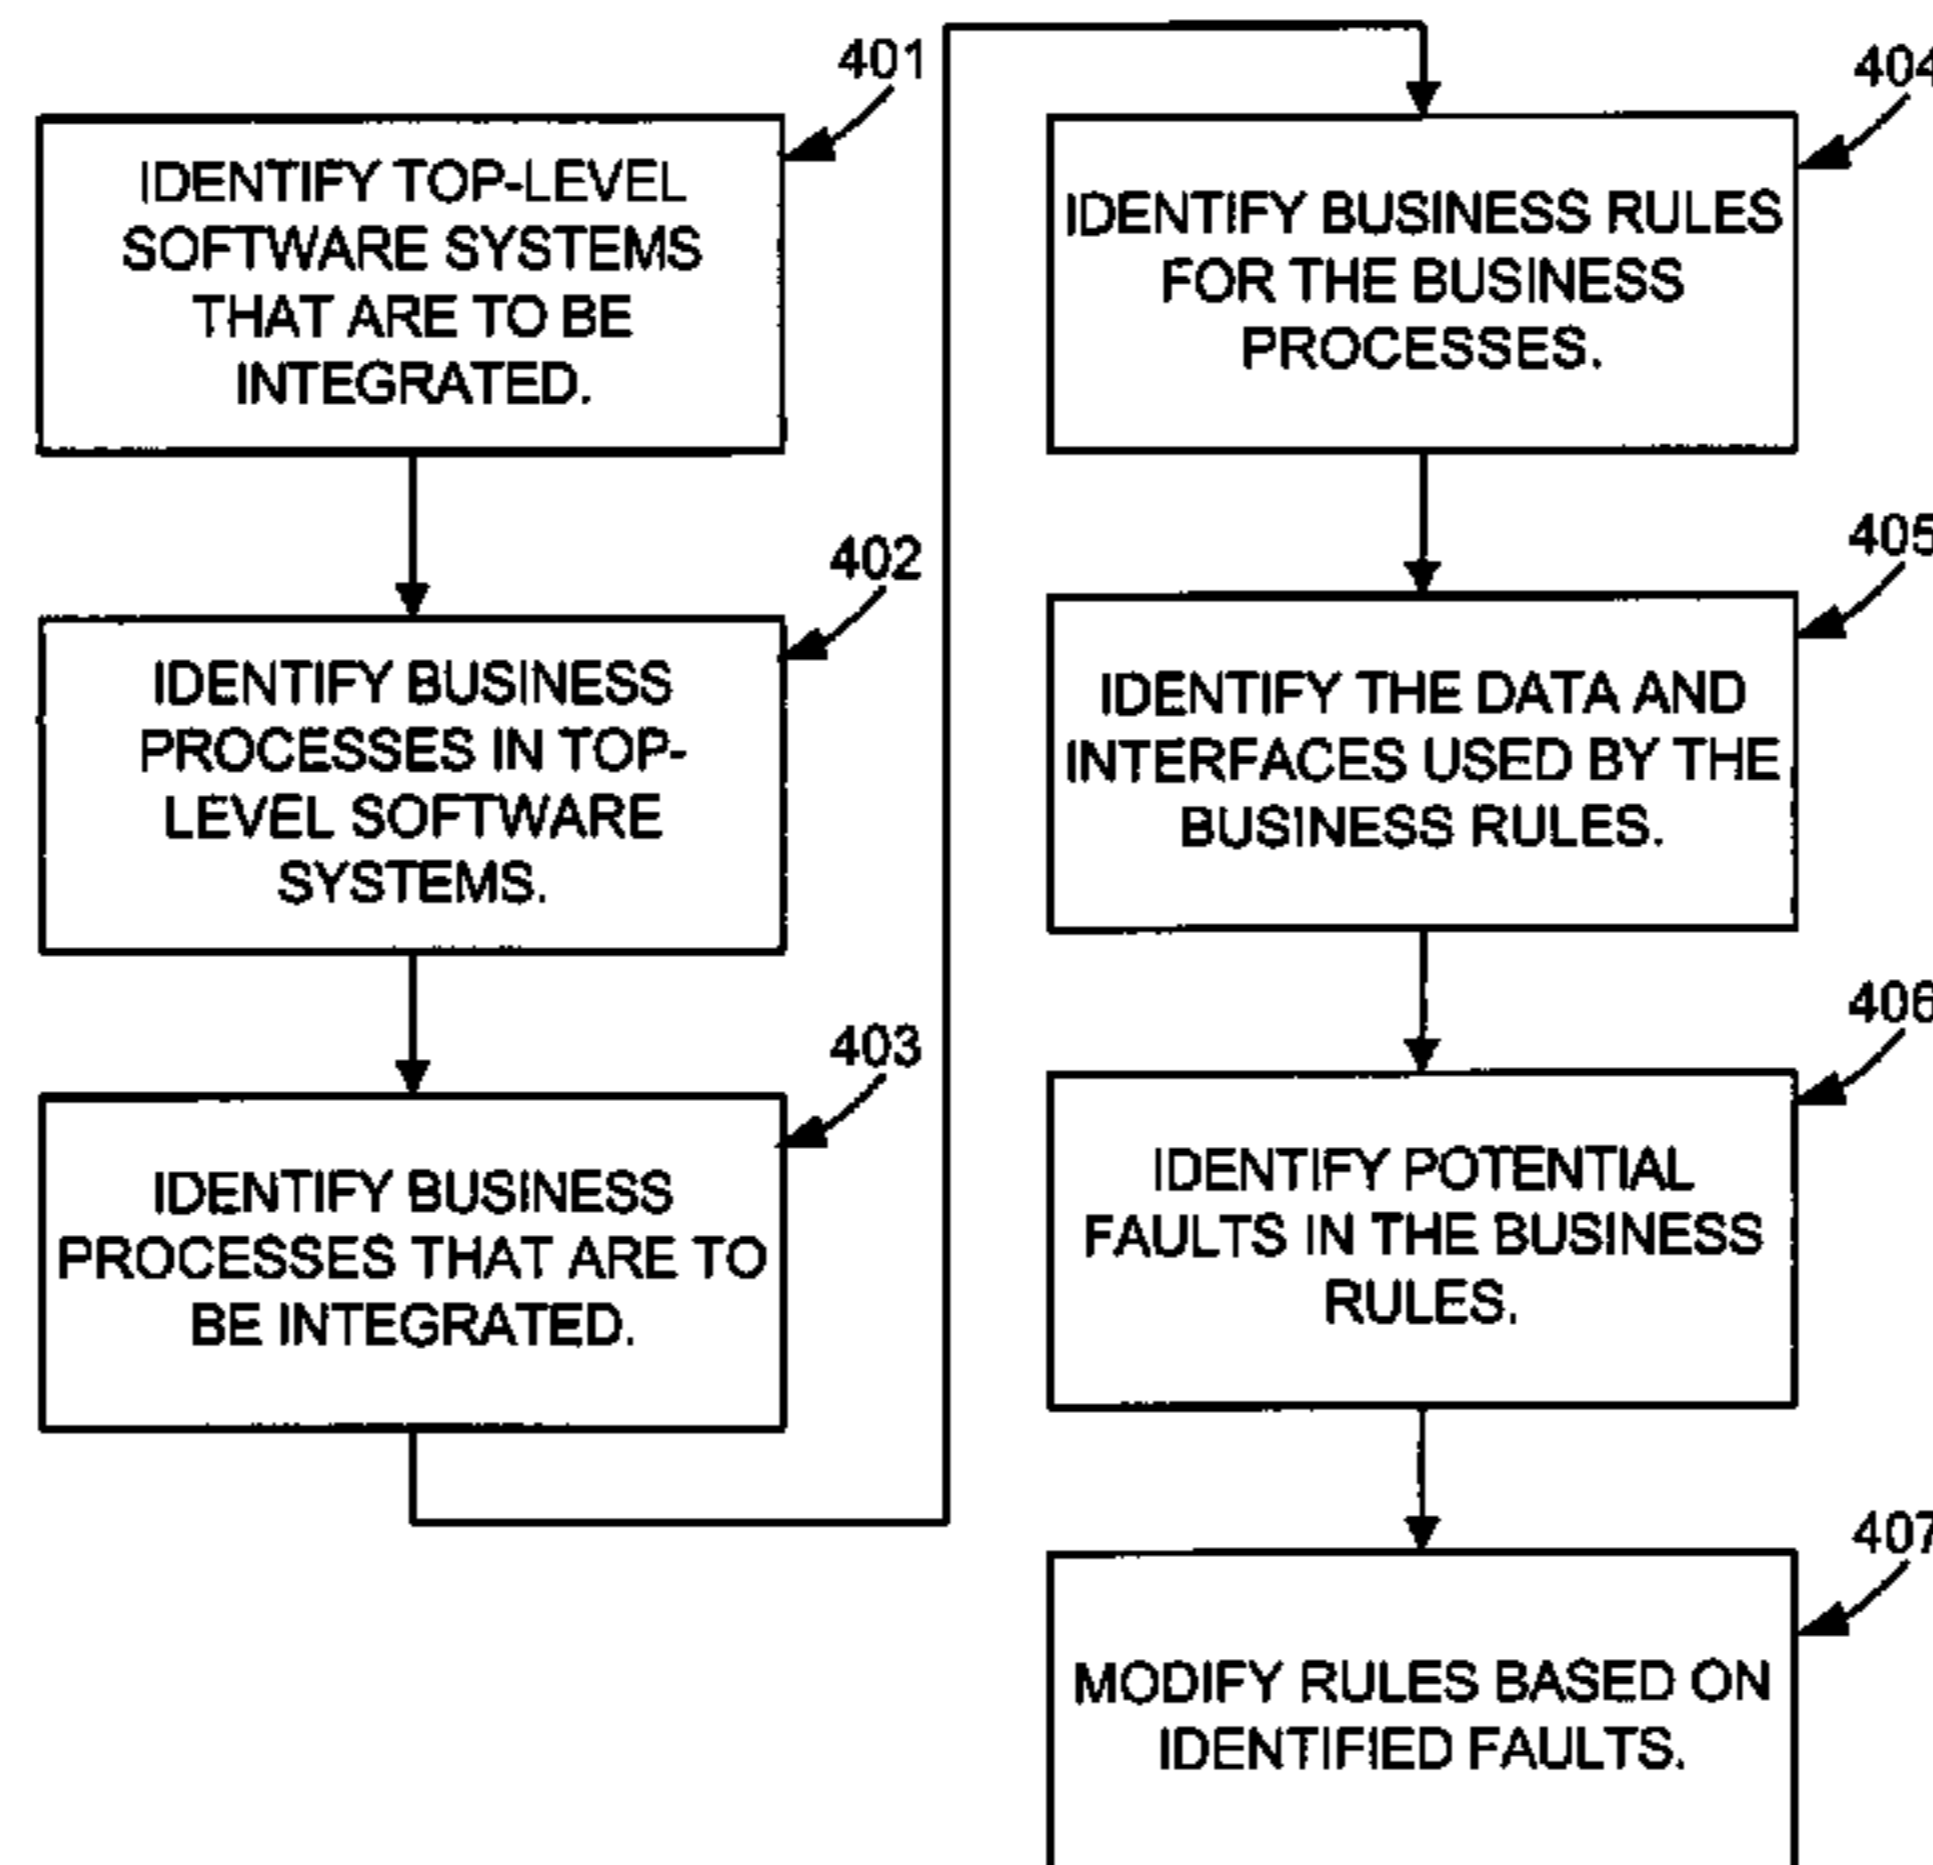 401
IDENTIFY TOP-LEVEL
SOFTWARE SYSTEMS
THAT ARE TO BE
INTEGRATED.
402
IDENTIFY BUSINESS
PROCESSES IN TOP-
LEVEL SOFTWARE
SYSTEMS.
403
IDENTIFY BUSINESS
PROCESSES THAT ARE TO
BE INTEGRATED.
404
IDENTIFY BUSINESS RULES
FOR THE BUSINESS
PROCESSES.
405
IDENTIFY THE DATA AND
INTERFACES USED BY THE
BUSINESS RULES.
406
IDENTIFY POTENTIAL
FAULTS IN THE BUSINESS
RULES.
407
MODIFY RULES BASED ON
IDENTIFIED FAULTS.